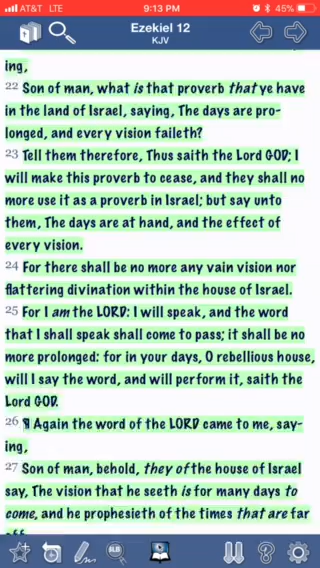 AT&T LTE 9:13 PM 45%
Ezekiel 12
KJV
ing,
22 Son of man, what is that proverb that ye have
in the land of Israel, saying, The days are pro-
longed, and every vision faileth?
23 Tell them therefore, Thus saith the Lord GOD; I
will make this proverb to cease, and they shall no
more use it as a proverb in Israel; but say unto
them, The days are at hand, and the effect of
every vision.
24 For there shall be no more any vain vision nor
flattering divination within the house of Israel.
25 For I am the LORD: I will speak, and the word
that I shall speak shall come to pass; it shall be no
more prolonged: for in your days, O rebellious house,
will I say the word, and will perform it, saith the
Lord GOD.
26 ¶ Again the word of the LORD came to me, say-
ing,
27 Son of man, behold, they of the house of Israel
say, The vision that he seeth is for many days to
come, and he prophesieth of the times that are far
off.
BLB